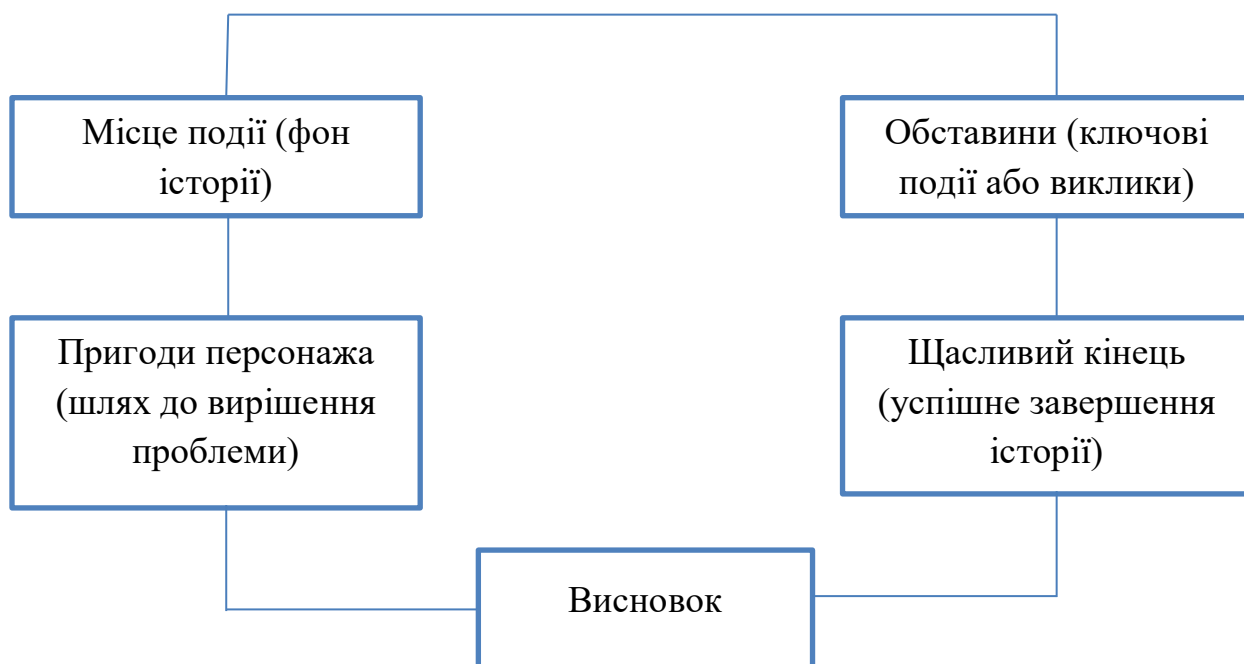 Місце події (фон
історії)
Обставини (ключові
події або виклики)
Пригоди персонажа
(шлях до вирішення
проблеми)
Щасливий кінець
(успішне завершення
історії)
Висновок